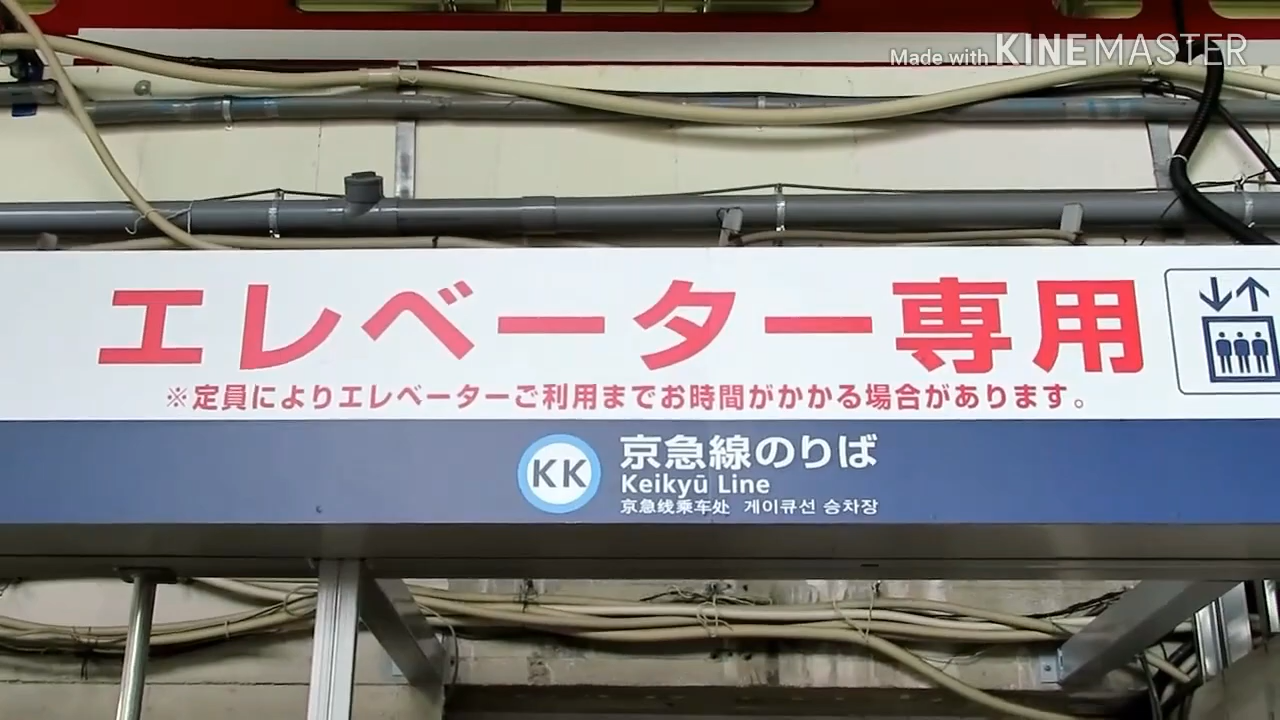 Made with KINEMASTER
エレベーター専用
※定員によりエレベーターご利用までお時間がかかる場合があります。
KK 京急線のりば
Keikyū Line
京急线乘车处 게이큐선 승차장